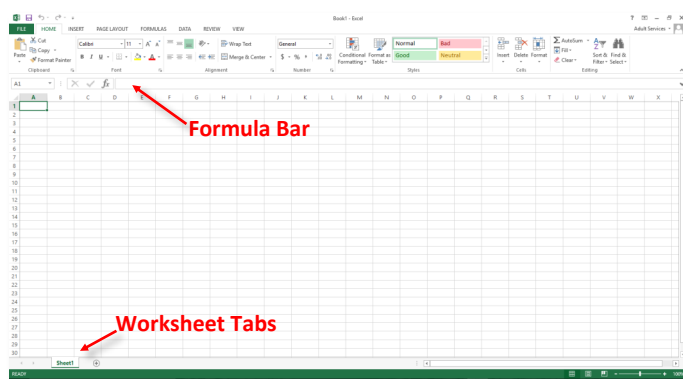 Book1 - Excel
FILE HOME INSERT PAGE LAYOUT FORMULAS DATA REVIEW VIEW Adult Services
Cut Calibri 11 Wrap Text General Normal Bad AutoSum
Paste Copy Fill
Format Painter Merge & Center Conditional Formatting Format as Table Good Neutral Insert Delete Format Clear Sort & Filter Find & Select
Clipboard Font Alignment Number Styles Cells Editing
A1 fx
A B C D E F G H I J K L M N O P Q R S T U V W X
1
2
Formula Bar
3
4
5
6
7
8
9
10
11
12
13
14
15
16
17
18
19
20
21
22
23
24
25
26
Worksheet Tabs
27
28
29
30
Sheet1
READY 100%